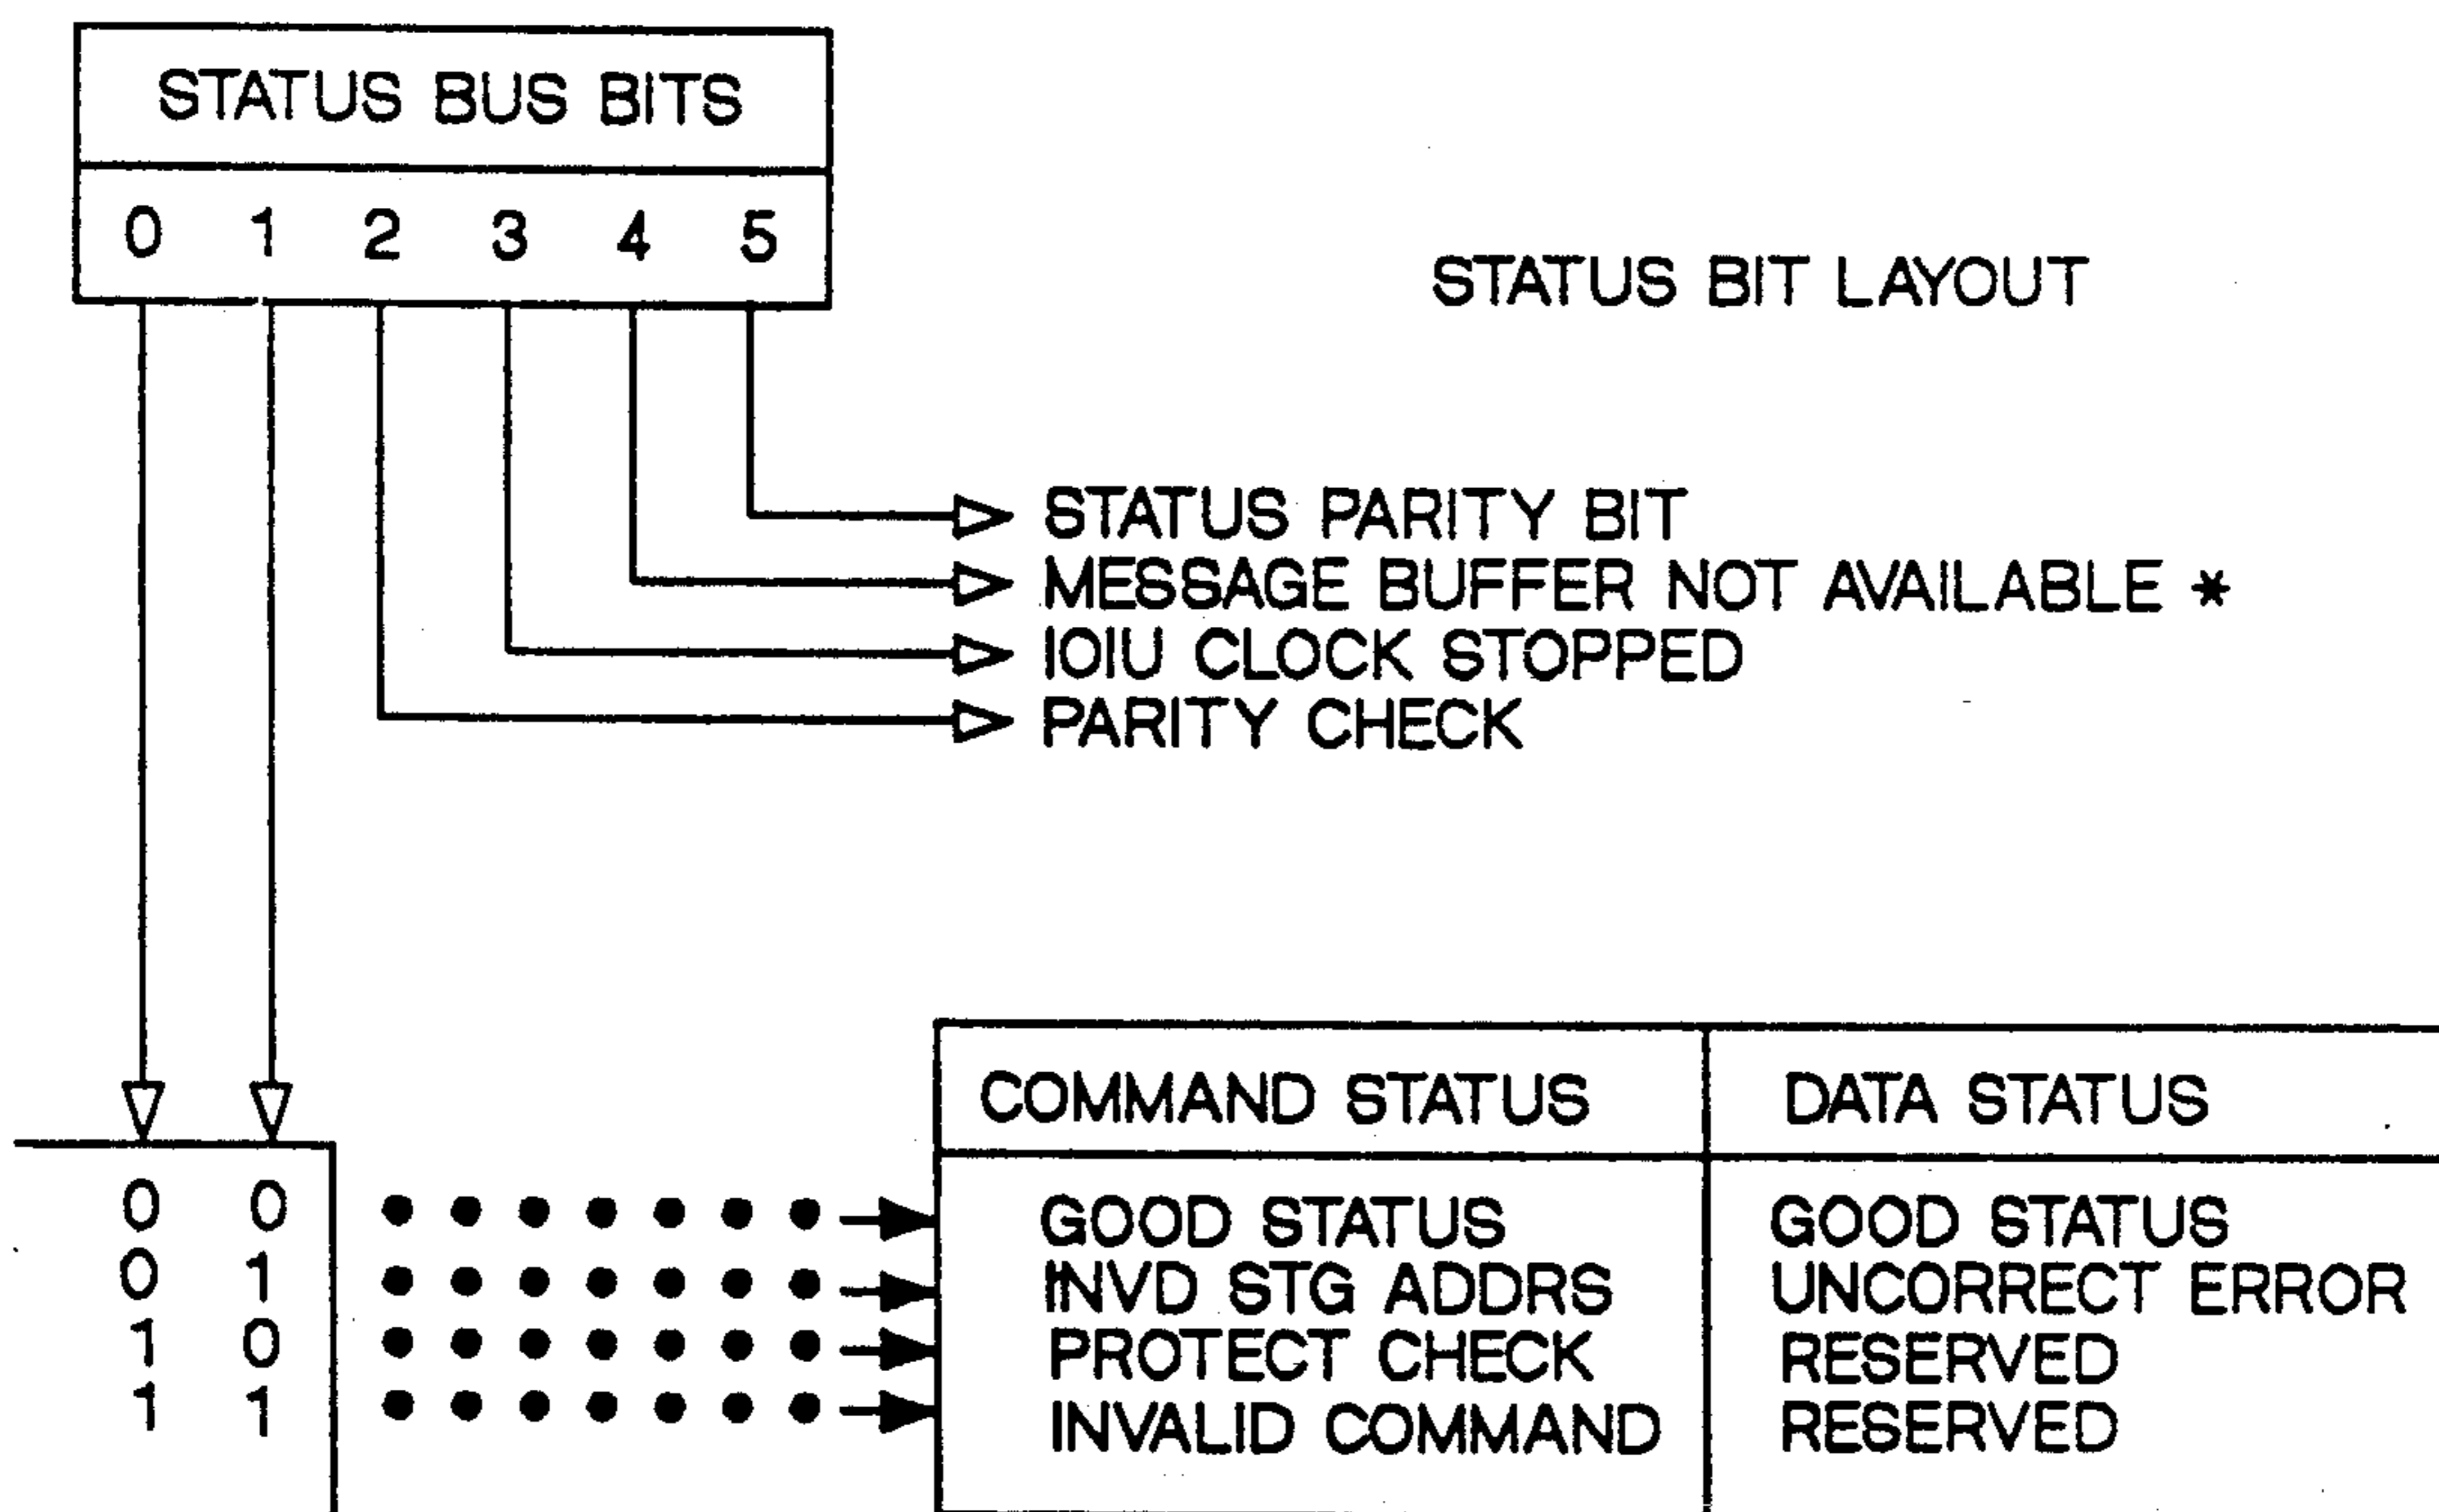 STATUS BUS BITS
0 1 2 3 4 5
STATUS BIT LAYOUT
STATUS PARITY BIT
MESSAGE BUFFER NOT AVAILABLE *
IOIU CLOCK STOPPED
PARITY CHECK
COMMAND STATUS DATA STATUS
0 0 GOOD STATUS GOOD STATUS
0 1 INVD STG ADDRS UNCORRECT ERROR
1 0 PROTECT CHECK RESERVED
1 1 INVALID COMMAND RESERVED